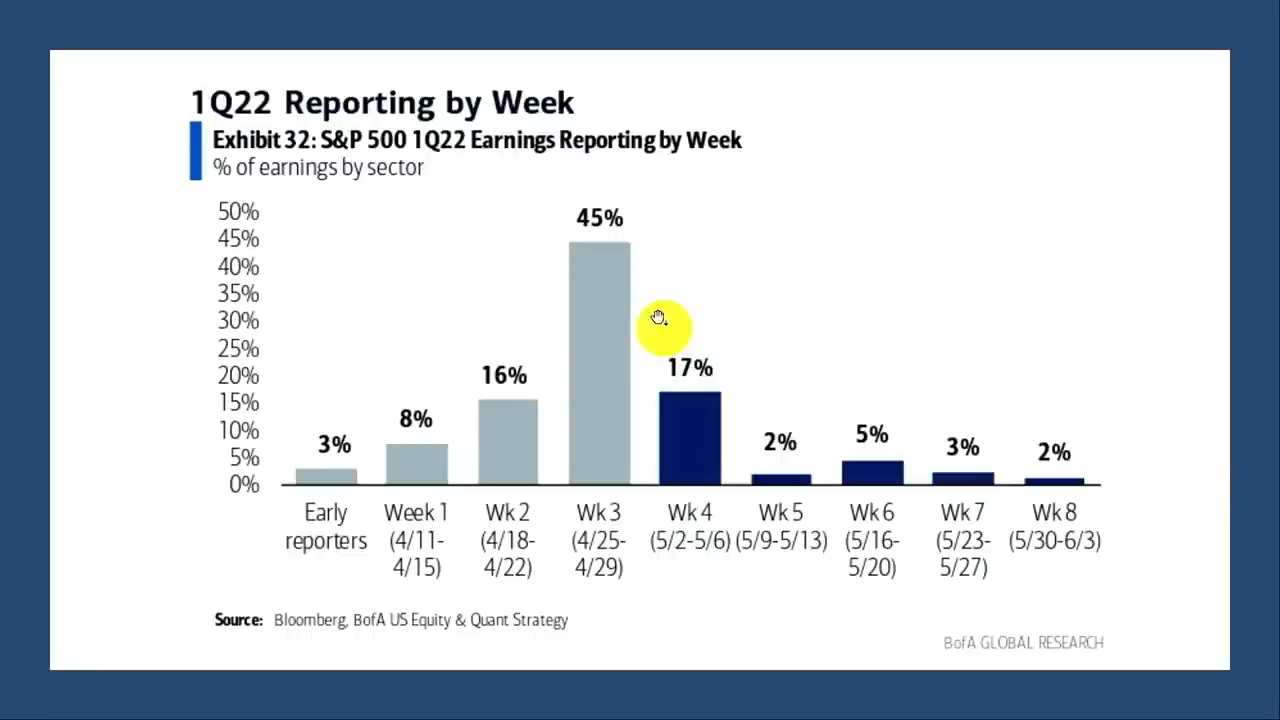 1Q22 Reporting by Week
Exhibit 32: S&P 500 1Q22 Earnings Reporting by Week
% of earnings by sector
50%
45%
40%
35%
30%
25%
20%
15%
10%
5%
0%
3%
8%
16%
45%
17%
2%
5%
3%
2%
Early
reporters
Week 1
(4/11-
4/15)
Wk 2
(4/18-
4/22)
Wk 3
(4/25-
4/29)
Wk 4
(5/2-5/6)
Wk 5
(5/9-5/13)
Wk 6
(5/16-
5/20)
Wk 7
(5/23-
5/27)
Wk 8
(5/30-6/3)
Source: Bloomberg, BofA US Equity & Quant Strategy
BofA GLOBAL RESEARCH